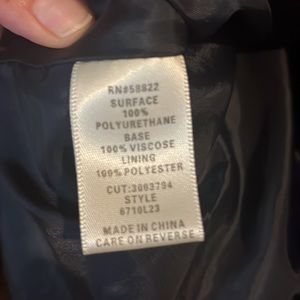 RN#58822
SURFACE
100%
POLYURETHANE
BASE
100% VISCOSE
LINING
100% POLYESTER
CUT:3003794
STYLE
6710L23
MADE IN CHINA
CARE ON REVERSE